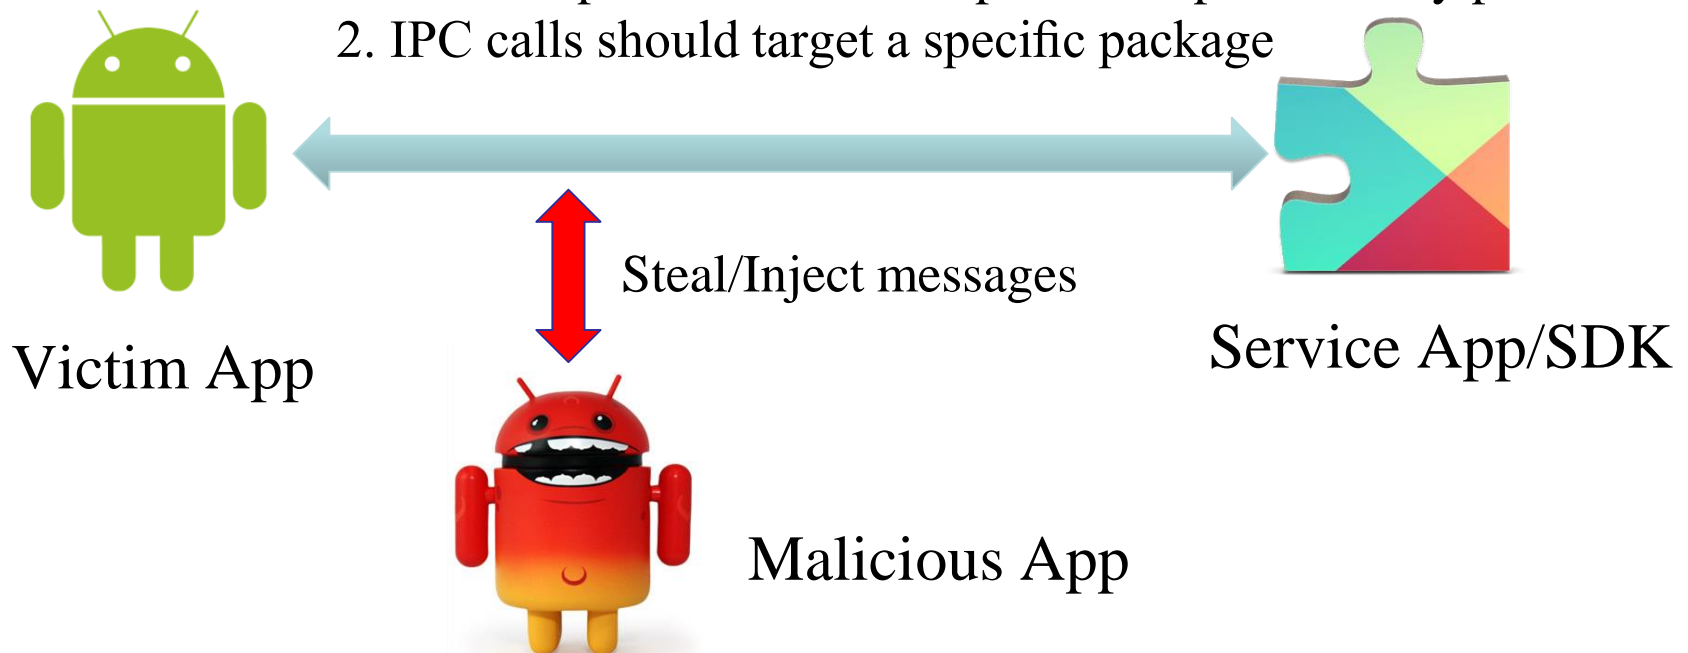 2. IPC calls should target a specific package
Steal/Inject messages
Service App/SDK
Victim App
Malicious App